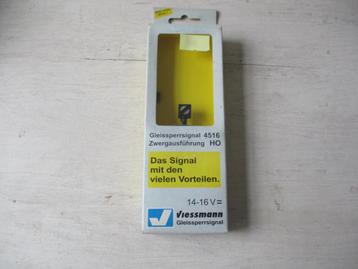 Gleissperrsignal 4516
Zwergausführung HO
Das Signal
mit den
vielen Vorteilen.
14-16 V=
Viessmann
Gleissperrsignal